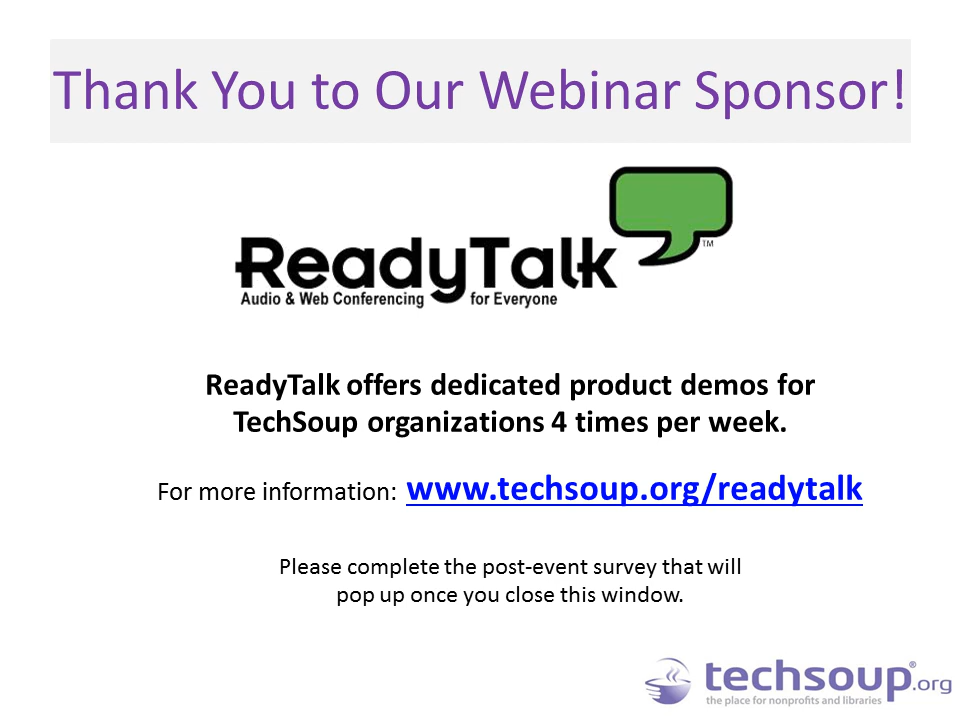 Thank You to Our Webinar Sponsor!
ReadyTalk
TM
Audio & Web Conferencing for Everyone
ReadyTalk offers dedicated product demos for
TechSoup organizations 4 times per week.
For more information: www.techsoup.org/readytalk
Please complete the post-event survey that will
pop up once you close this window.
techsoup®.org
the place for nonprofits and libraries